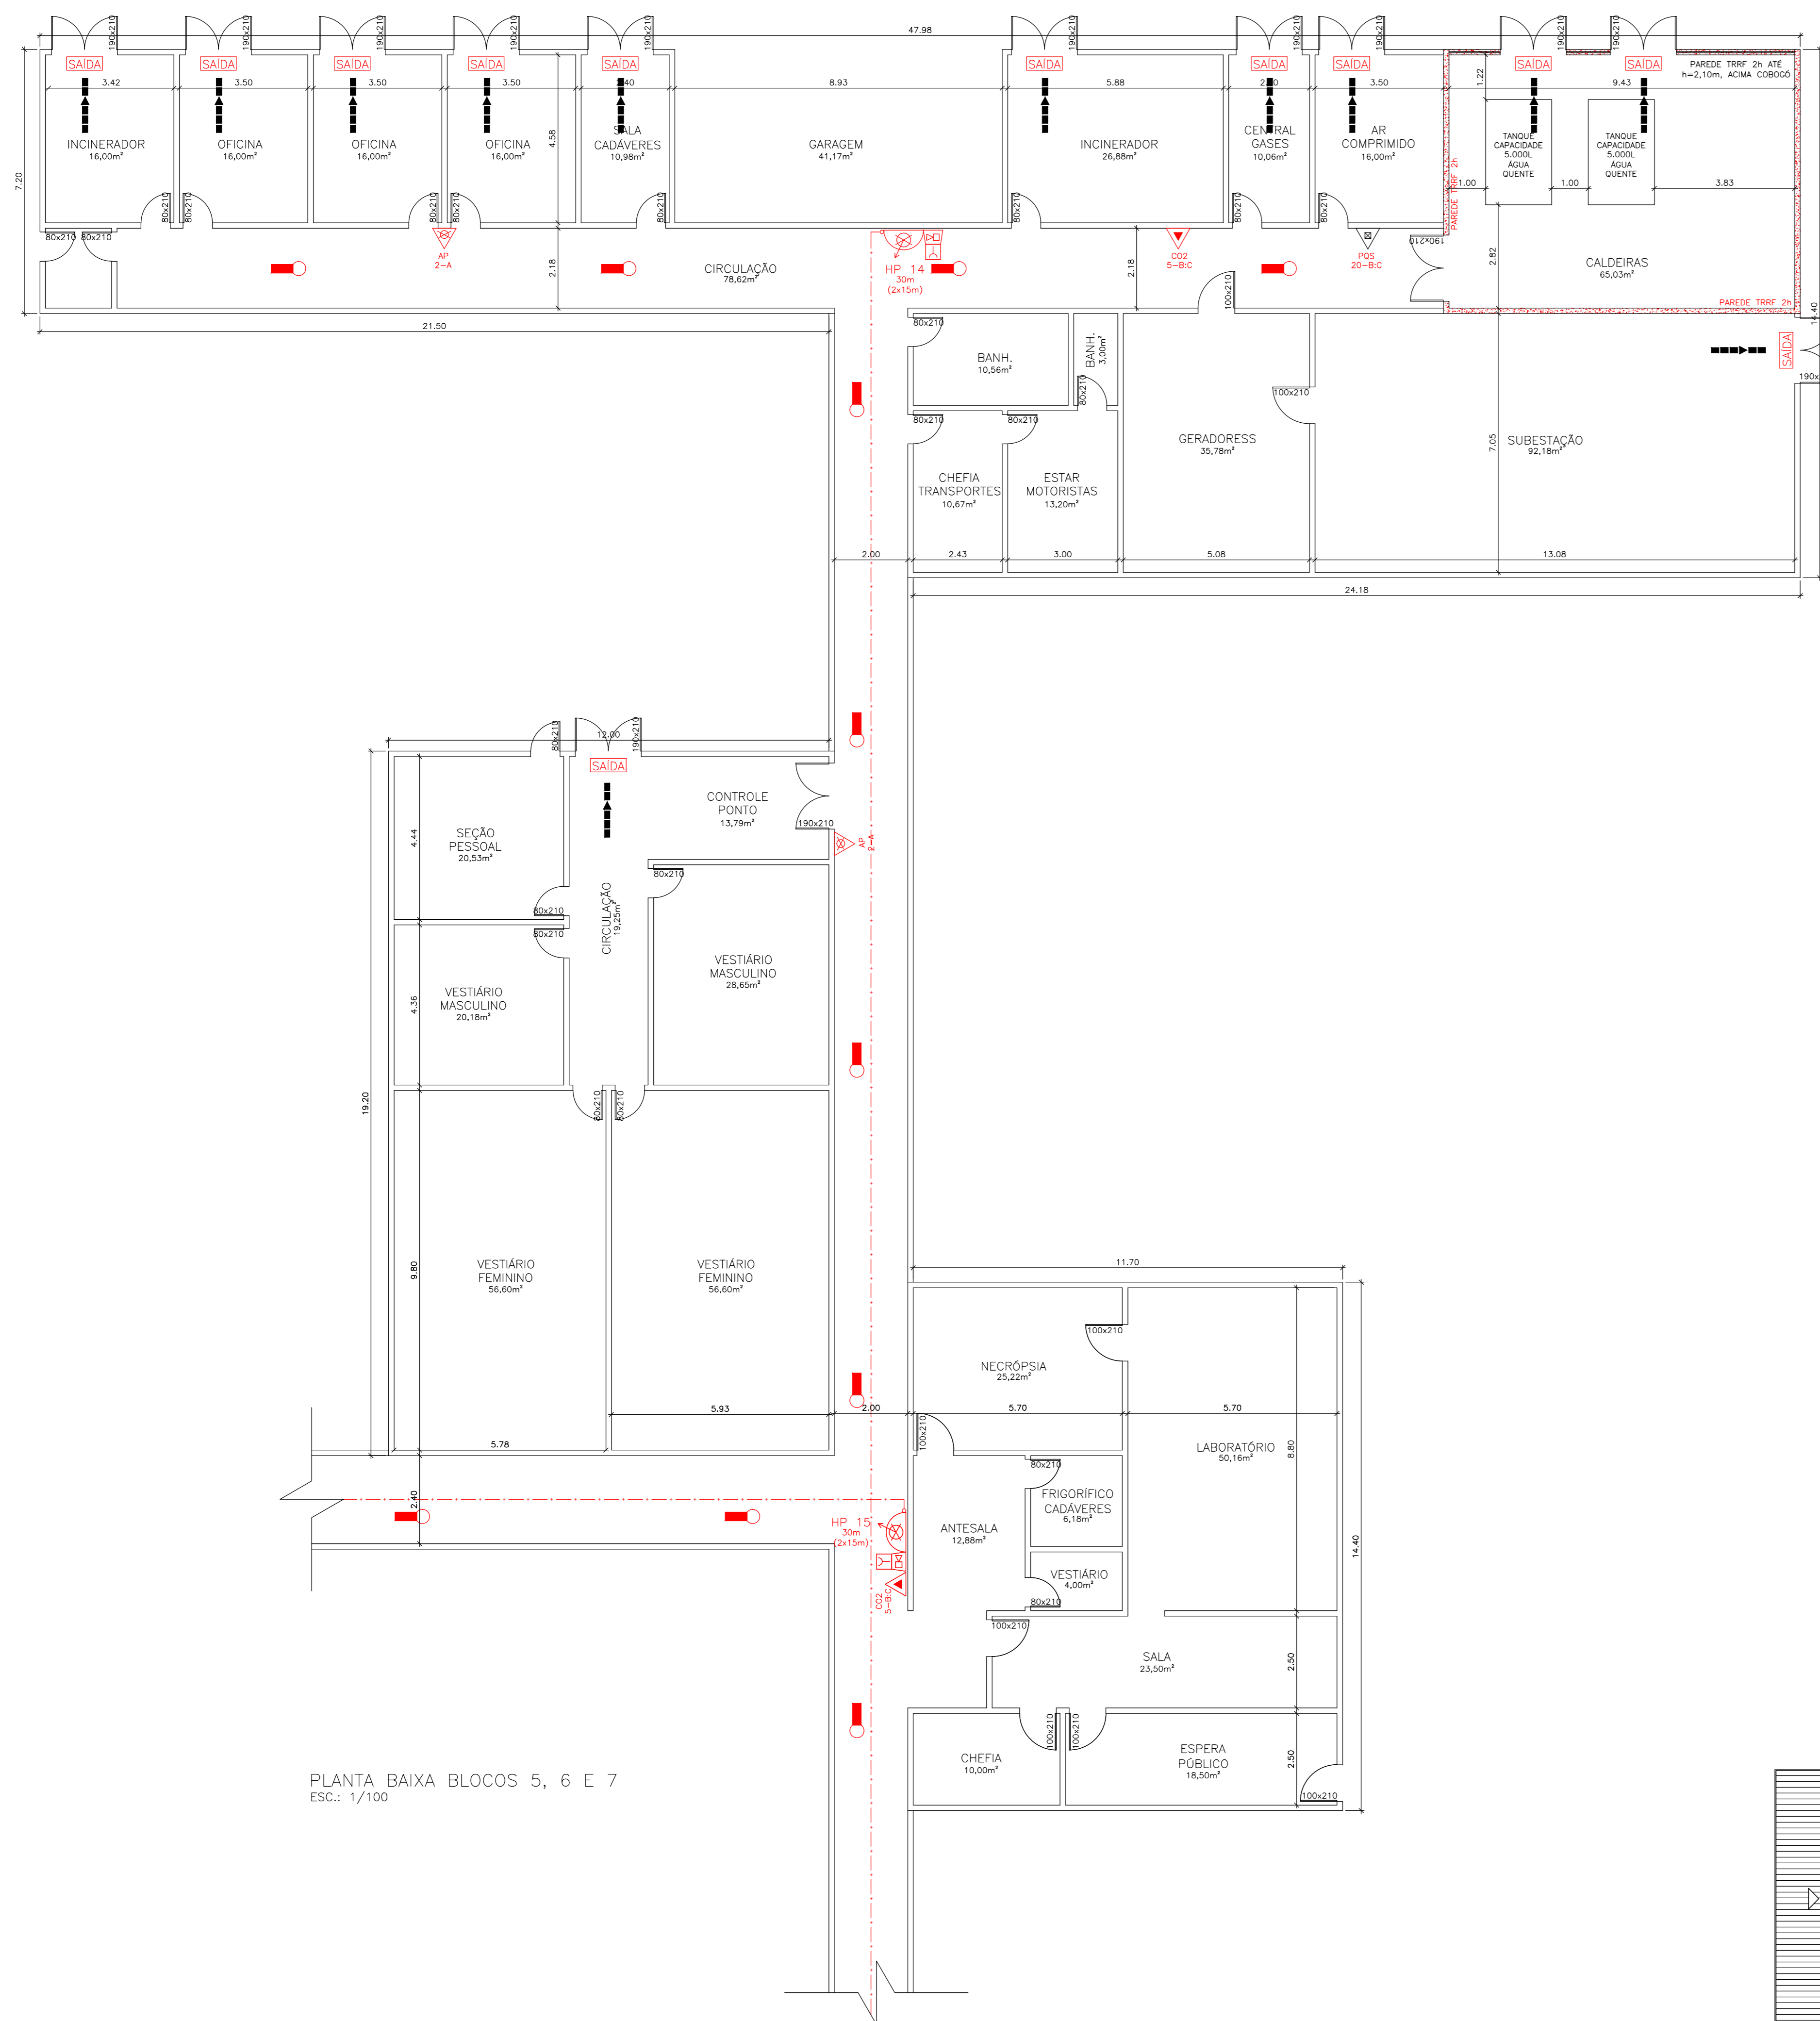 47.98
190x210
190x210
190x210
190x210
190x210
190x210
190x210
190x210
190x210
190x210
SAÍDA
SAÍDA
SAÍDA
SAÍDA
SAÍDA
SAÍDA
SAÍDA
SAÍDA
SAÍDA
SAÍDA
PAREDE TRRF 2h ATÉ
h=2,10m, ACIMA COBOGÓ
3.42
3.50
3.50
3.50
8.93
5.88
3.50
9.43
1.22
7.20
4.58
INCINERADOR
16,00m²
OFICINA
16,00m²
OFICINA
16,00m²
OFICINA
16,00m²
SALA
CADÁVERES
10,98m²
GARAGEM
41,17m²
INCINERADOR
26,88m²
CENTRAL
GASES
10,06m²
AR
COMPRIMIDO
16,00m²
TANQUE
CAPACIDADE
5.000L
ÁGUA
QUENTE
TANQUE
CAPACIDADE
5.000L
ÁGUA
QUENTE
PAREDE TRRF 2h
1.00
1.00
3.83
80x210
80x210
80x210
80x210
80x210
80x210
80x210
80x210
80x210
80x210
190x210
AP
2-A
2.18
CIRCULAÇÃO
78,62m²
HP 14
30m
(2x15m)
2.18
CO2
5-B:C
PQS
20-B:C
2.82
CALDEIRAS
65,03m²
PAREDE TRRF 2h
14.40
100x210
21.50
80x210
BANH.
10,56m²
BANH.
3,00m²
80x210
SAÍDA
190x
100x210
80x210
80x210
GERADORESS
35,78m²
7.05
SUBESTAÇÃO
92,18m²
CHEFIA
TRANSPORTES
10,67m²
ESTAR
MOTORISTAS
13,20m²
2.00
2.43
3.00
5.08
13.08
24.18
12.00
80x210
190x210
SAÍDA
CONTROLE
PONTO
13,79m²
190x210
AP
2-A
4.44
SEÇÃO
PESSOAL
20,53m²
80x210
80x210
80x210
CIRCULAÇÃO
19,25m²
VESTIÁRIO
MASCULINO
28,65m²
4.36
VESTIÁRIO
MASCULINO
20,18m²
19.20
80x210
80x210
9.80
VESTIÁRIO
FEMININO
56,60m²
VESTIÁRIO
FEMININO
56,60m²
11.70
100x210
NECRÓPSIA
25,22m²
5.93
2.00
5.70
5.70
5.78
100x210
LABORATÓRIO
50,16m²
8.80
80x210
2.40
FRIGORÍFICO
CADÁVERES
6,18m²
HP 15
30m
(2x15m)
ANTESALA
12,88m²
14.40
VESTIÁRIO
4,00m²
CO2
5-B:C
80x210
100x210
SALA
23,50m²
2.50
100x210
100x210
ESPERA
PÚBLICO
18,50m²
CHEFIA
10,00m²
2.50
100x210
PLANTA BAIXA BLOCOS 5, 6 E 7
ESC.: 1/100